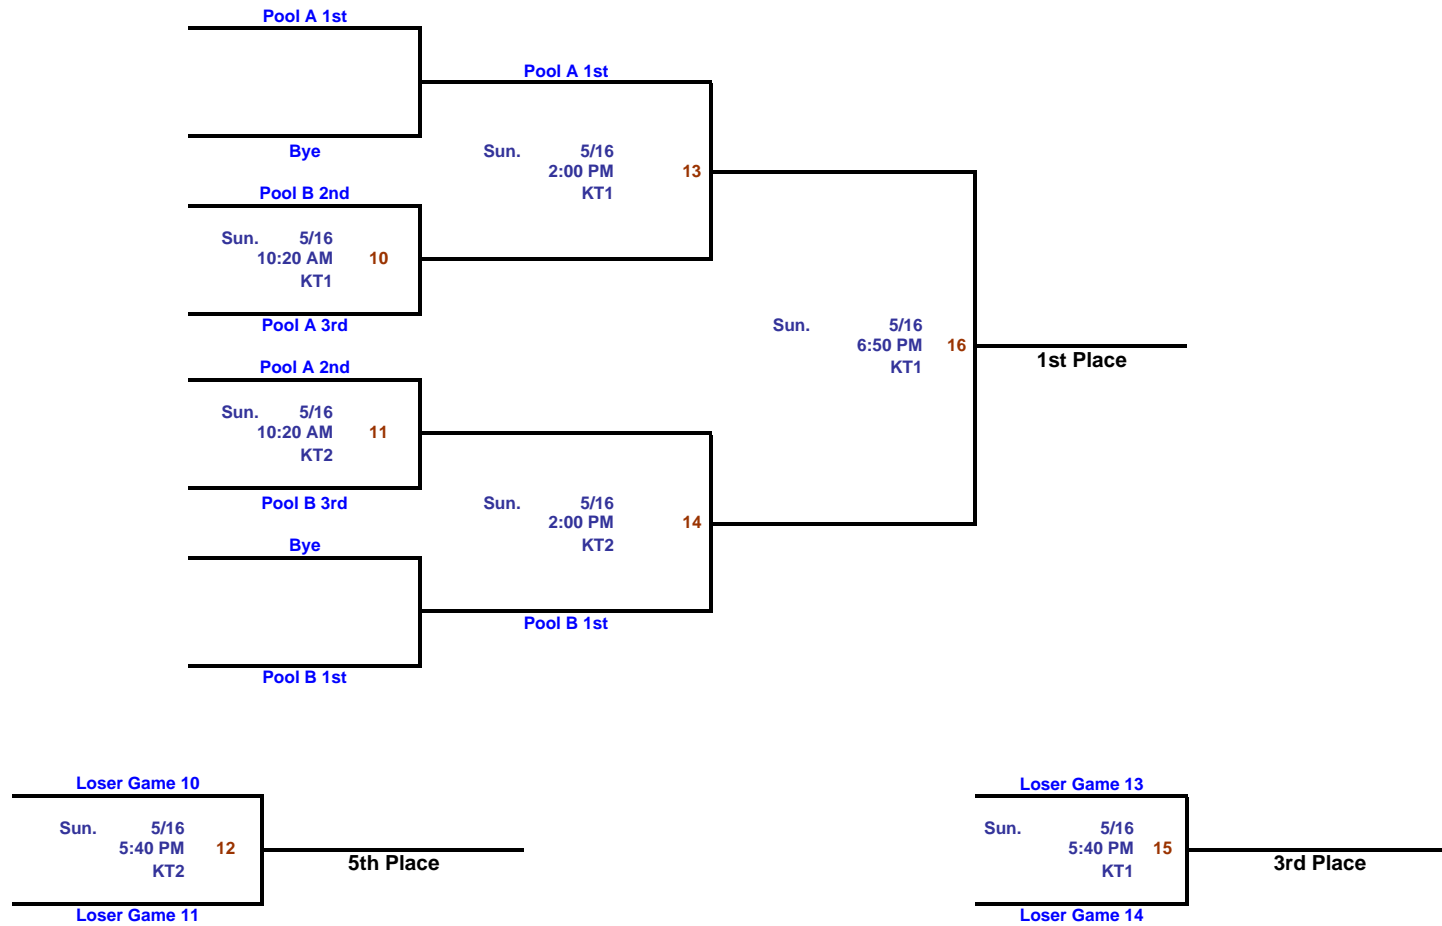 Pool A 1st
Pool A 1st
Bye
Sun. 5/16
2:00 PM 13
KT1
Pool B 2nd
Sun. 5/16
10:20 AM 10
KT1
Pool A 3rd
Sun. 5/16
6:50 PM 16
KT1
1st Place
Pool A 2nd
Sun. 5/16
10:20 AM 11
KT2
Pool B 3rd
Sun. 5/16
2:00 PM 14
KT2
Bye
Pool B 1st
Pool B 1st
Loser Game 10
Sun. 5/16
5:40 PM 12
KT2
5th Place
Loser Game 11
Loser Game 13
Sun. 5/16
5:40 PM 15
KT1
3rd Place
Loser Game 14